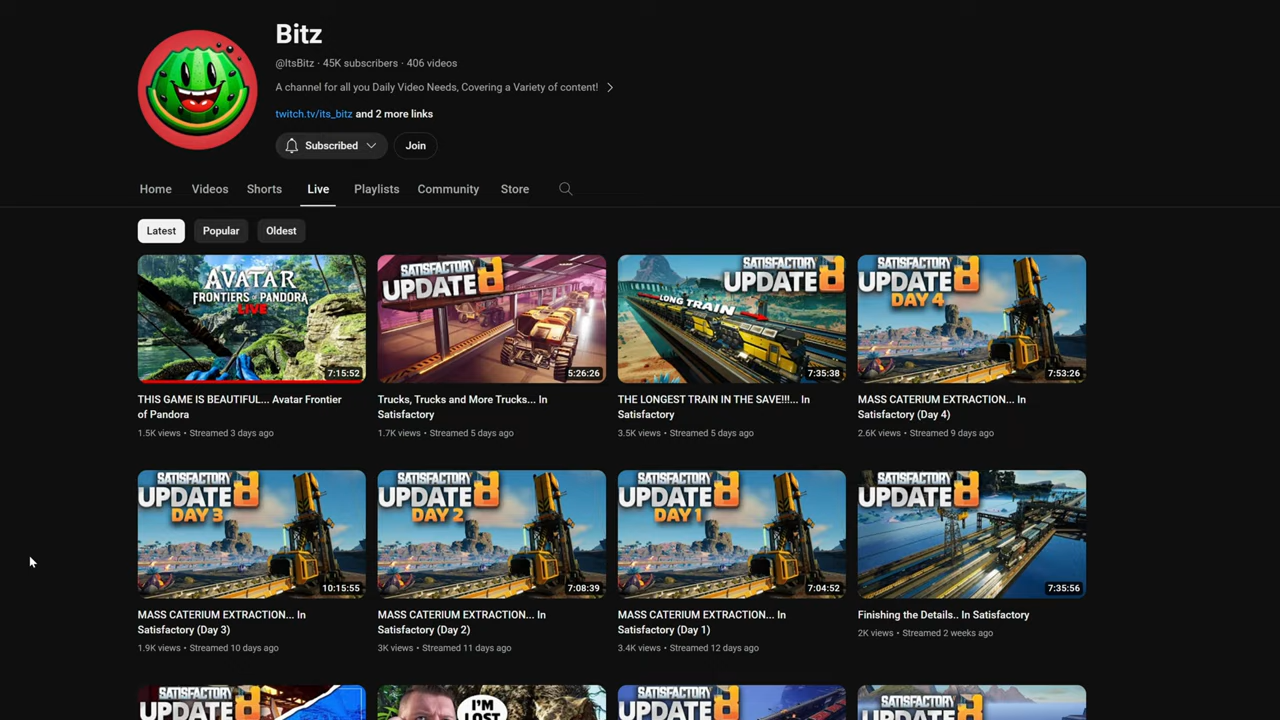 Bitz
@ItsBitz · 45K subscribers · 406 videos
A channel for all you Daily Video Needs, Covering a Variety of content!
twitch.tv/its_bitz and 2 more links
Subscribed
Join
Home
Videos
Shorts
Live
Playlists
Community
Store
Latest
Popular
Oldest
AVATAR
FRONTIERS OF PANDORA
LIVE
7:15:52
THIS GAME IS BEAUTIFUL... Avatar Frontier
of Pandora
1.5K views • Streamed 3 days ago
SATISFACTORY
UPDATE 8
5:26:26
Trucks, Trucks and More Trucks... In
Satisfactory
1.7K views • Streamed 5 days ago
SATISFACTORY
UPDATE 8
LONG TRAIN
7:35:38
THE LONGEST TRAIN IN THE SAVE!!!... In
Satisfactory
3.5K views • Streamed 5 days ago
SATISFACTORY
UPDATE 8
DAY 4
7:53:26
MASS CATERIUM EXTRACTION... In
Satisfactory (Day 4)
2.6K views • Streamed 9 days ago
SATISFACTORY
UPDATE 8
DAY 3
10:15:55
MASS CATERIUM EXTRACTION... In
Satisfactory (Day 3)
1.9K views • Streamed 10 days ago
SATISFACTORY
UPDATE 8
DAY 2
7:08:39
MASS CATERIUM EXTRACTION... In
Satisfactory (Day 2)
3K views • Streamed 11 days ago
SATISFACTORY
UPDATE 8
DAY 1
7:04:52
MASS CATERIUM EXTRACTION... In
Satisfactory (Day 1)
3.4K views • Streamed 12 days ago
SATISFACTORY
UPDATE 8
7:35:56
Finishing the Details.. In Satisfactory
2K views • Streamed 2 weeks ago
SATISFACTORY
UPDATE 8
I'M
LOST
SATISFACTORY
UPDATE 8
SATISFACTORY
UPDATE 8